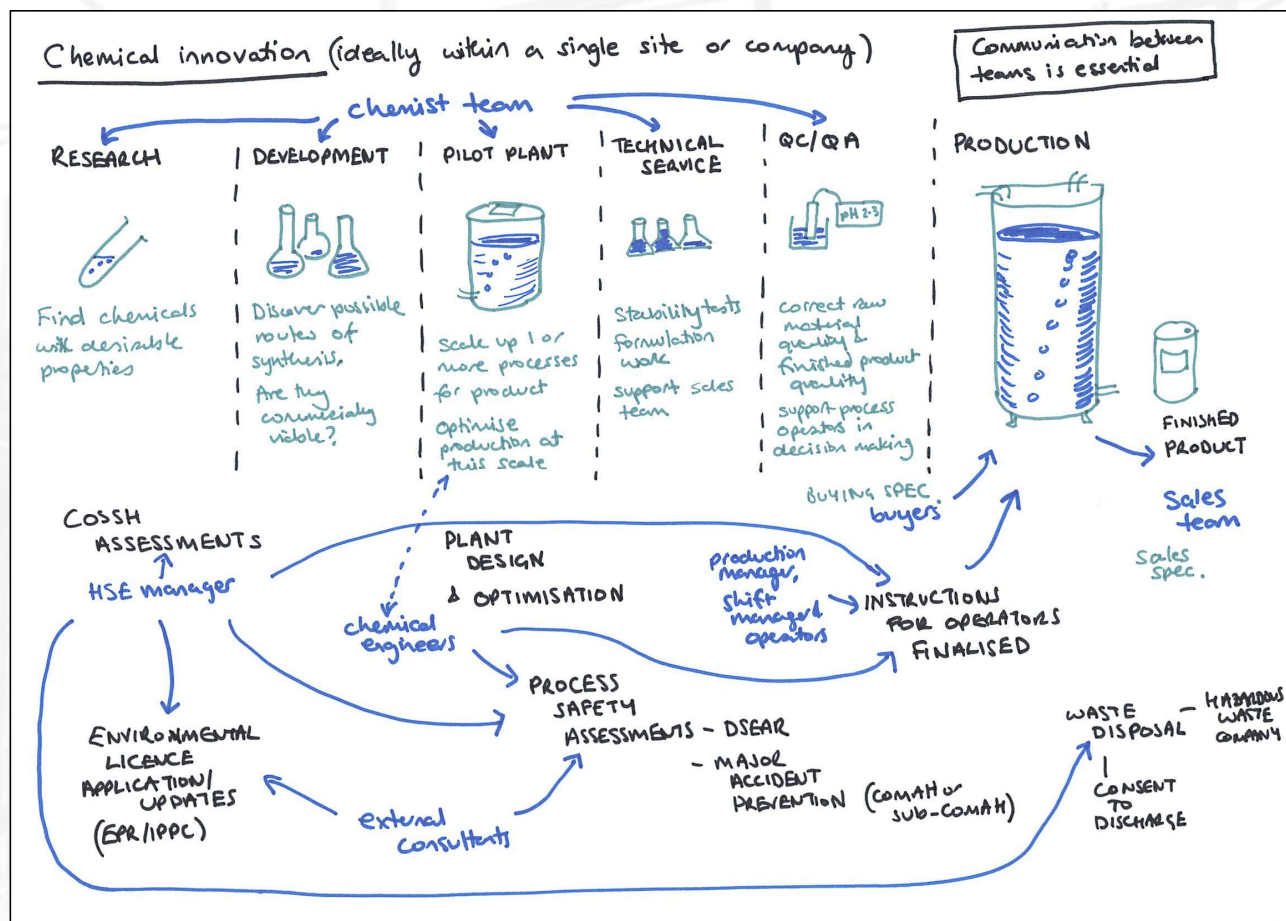 Chemical innovation (ideally within a single site or company)
Communication between
teams is essential
chemist team
RESEARCH
Find chemicals
with desirable
properties
DEVELOPMENT
Discover possible
routes of
synthesis.
Are they
commercially
viable?
PILOT PLANT
Scale up 1 or
more processes
for product
Optimise
production at
this scale
TECHNICAL
SERVICE
Stability tests
formulation
work
support sales
team
QC/QA
pH 2.3
correct raw
material
quality &
finished product
quality
support process
operators in
decision making
PRODUCTION
FINISHED
PRODUCT
Sales
team
Sales
spec.
BUYING SPEC.
buyers
COSSH
ASSESSMENTS
HSE manager
PLANT
DESIGN
& OPTIMISATION
chemical
engineers
production
manager,
shift
manager &
operators
INSTRUCTIONS
FOR OPERATORS
FINALISED
PROCESS
SAFETY
ASSESSMENTS - DSEAR
- MAJOR
ACCIDENT
PREVENTION (COMAH or
SUB-COMAH)
ENVIRONMENTAL
LICENCE
APPLICATION/
UPDATES
(EPR/IPPC)
external
consultents
WASTE
DISPOSAL
- HAZARDOUS
WASTE
COMPANY
CONSENT
TO
DISCHARGE